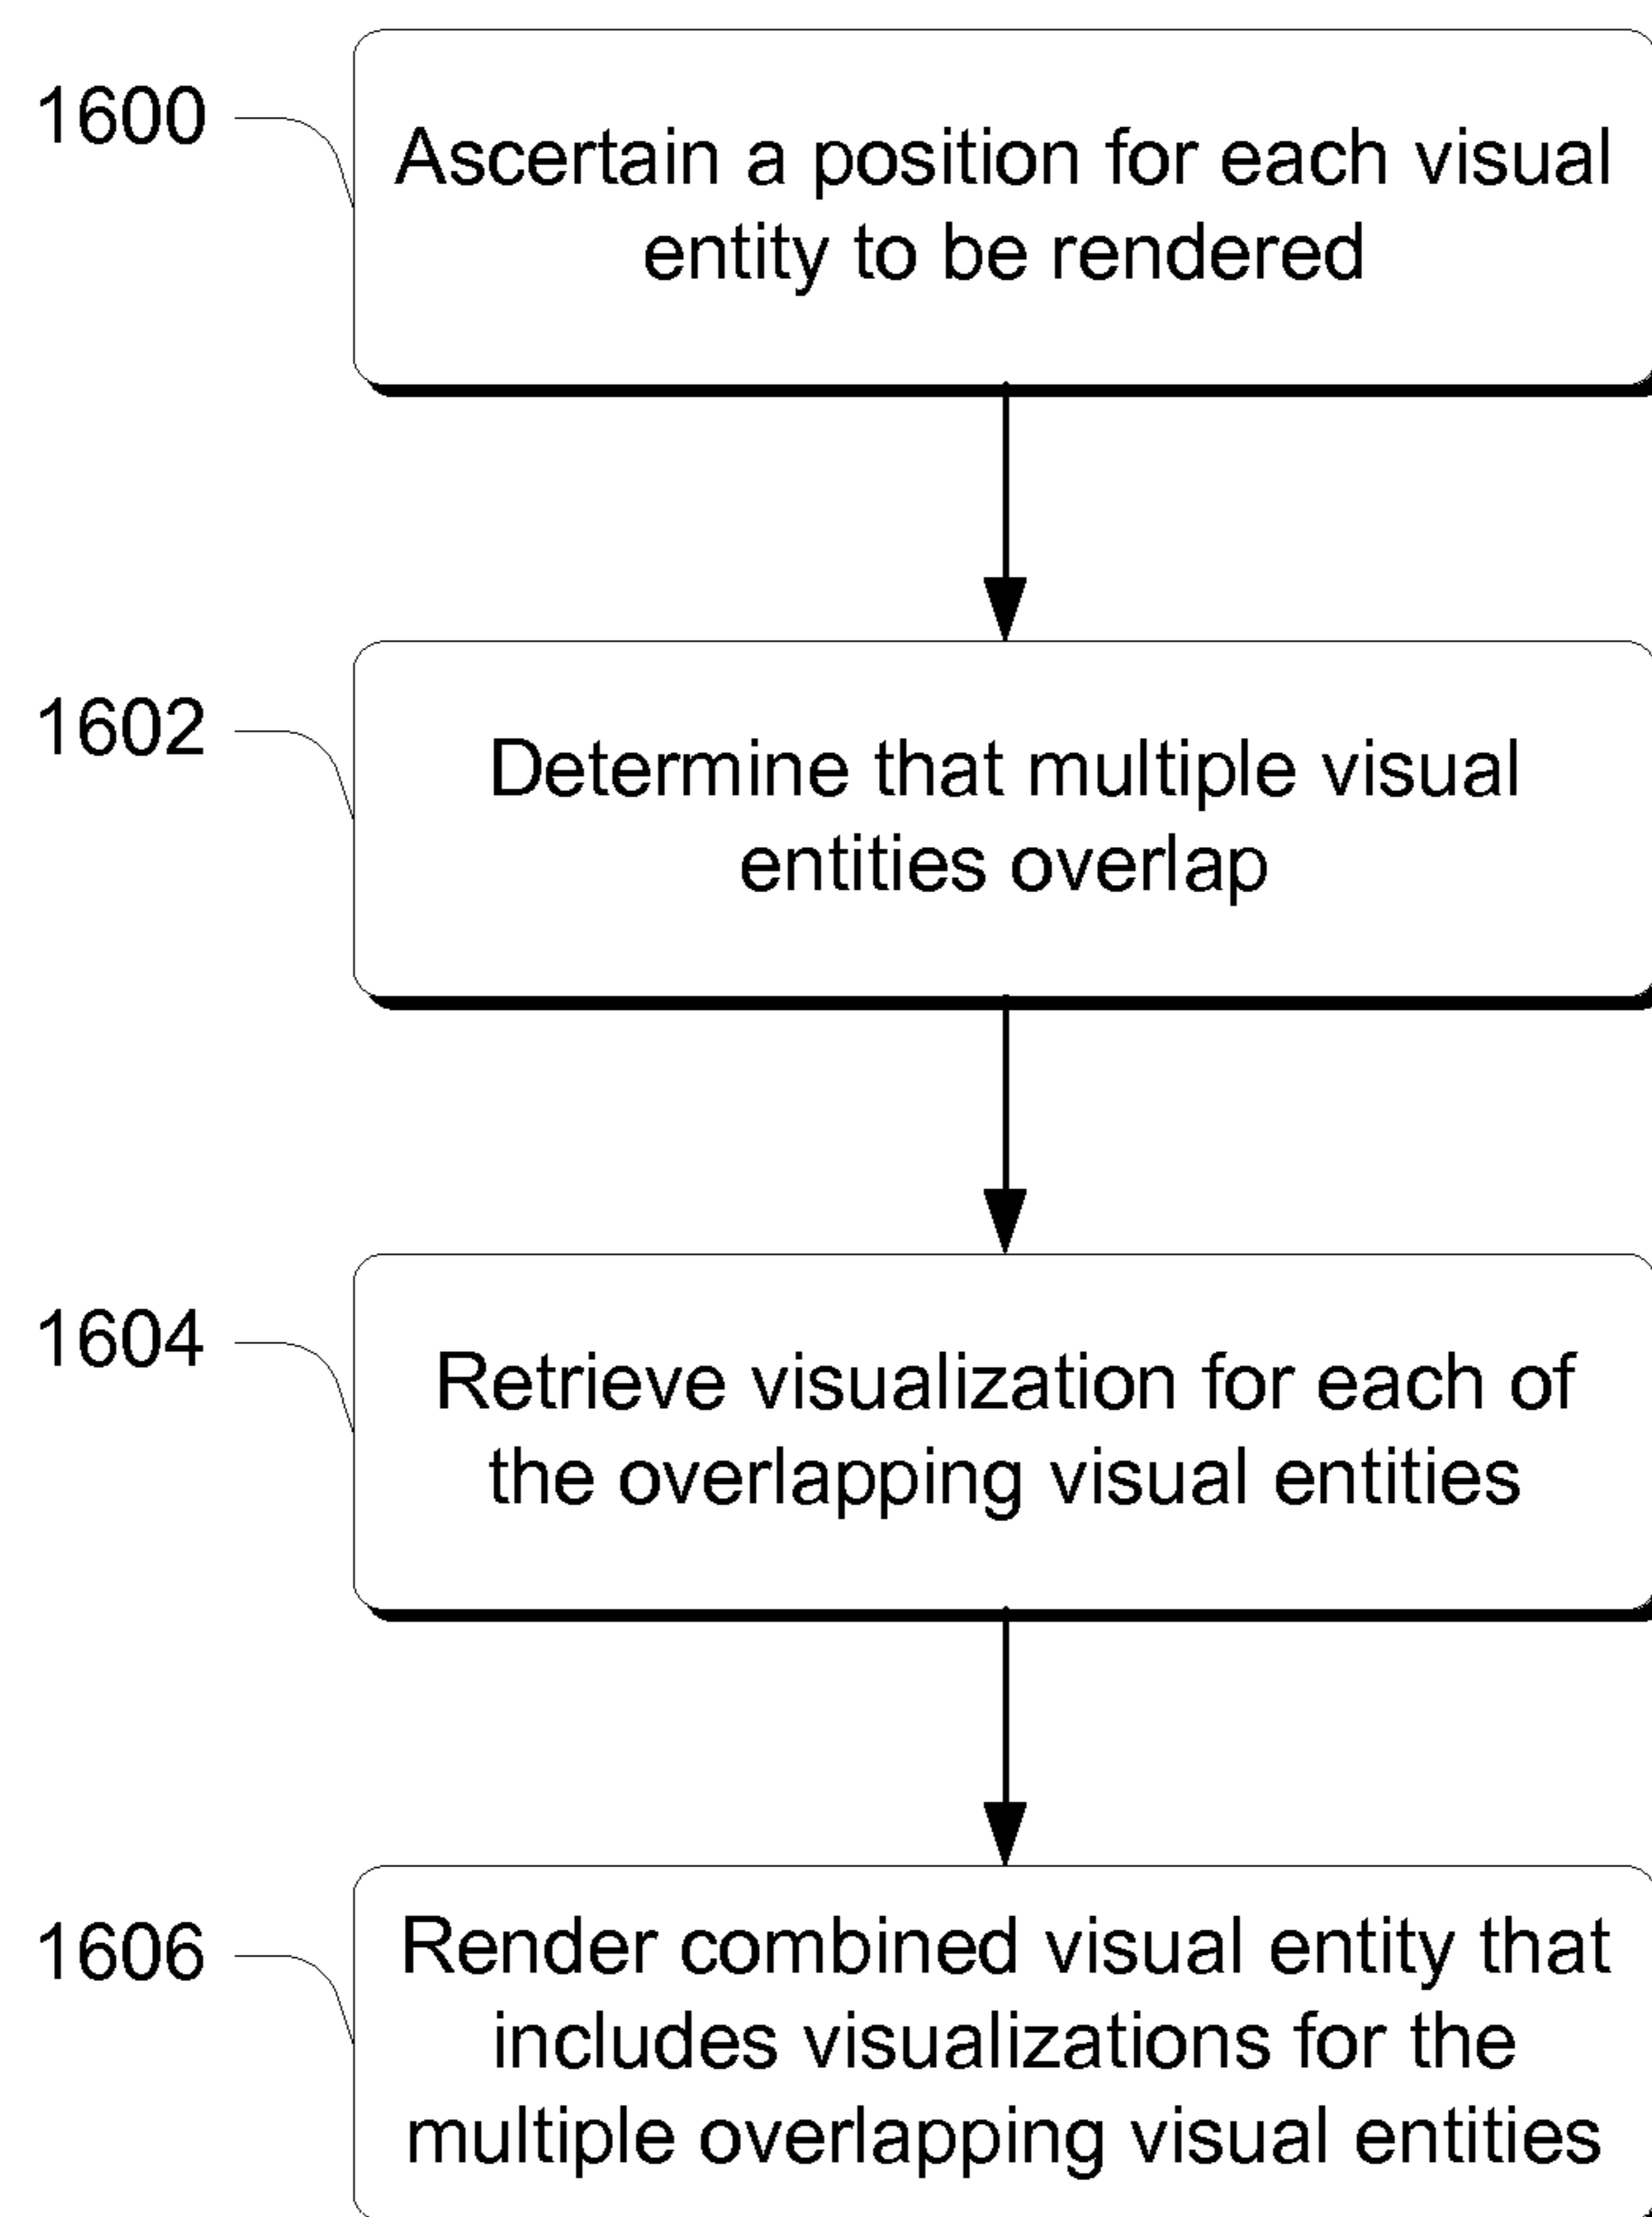 1600
Ascertain a position for each visual
entity to be rendered
1602
Determine that multiple visual
entities overlap
1604
Retrieve visualization for each of
the overlapping visual entities
1606
Render combined visual entity that
includes visualizations for the
multiple overlapping visual entities